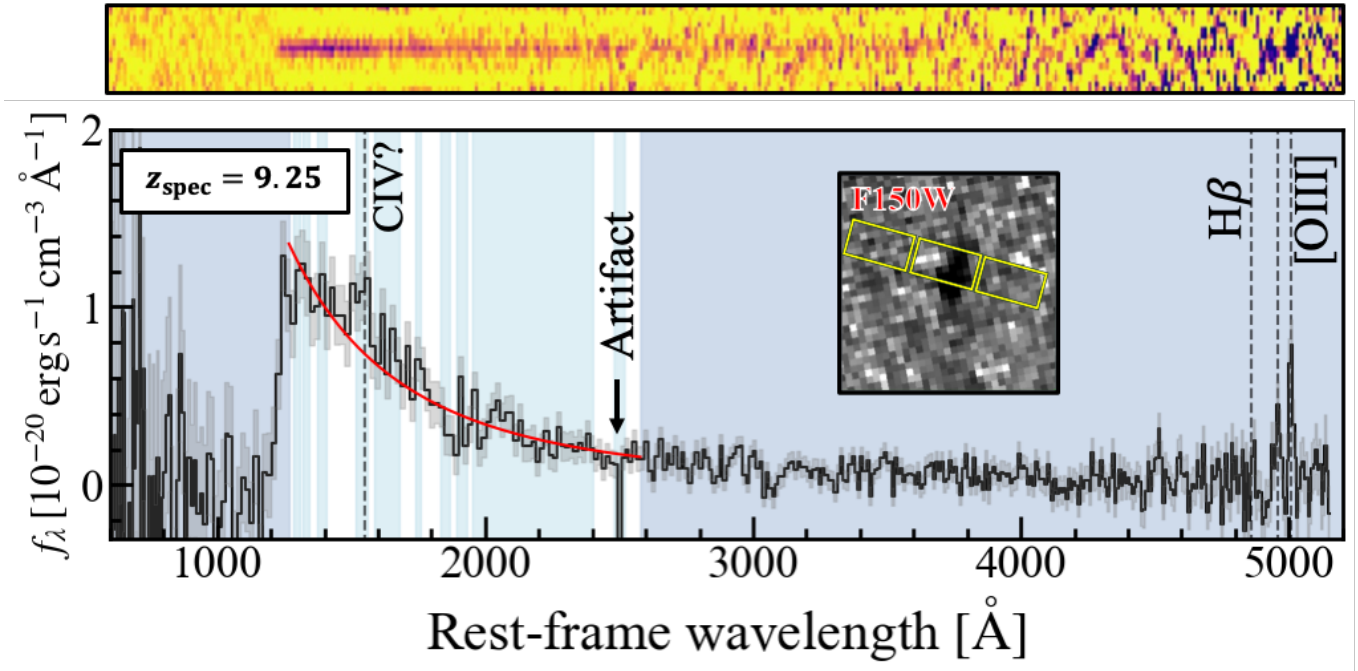 2
1
0
f_λ [10⁻²⁰ erg s⁻¹ cm⁻³ Å⁻¹]
z_spec = 9.25
CIV?
Artifact
F150W
Hβ
[OIII]
1000 2000 3000 4000 5000
Rest-frame wavelength [Å]